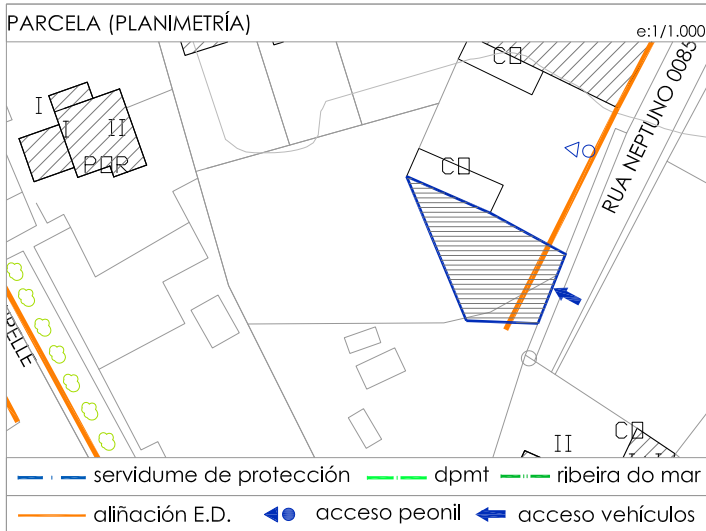 PARCELA (PLANIMETRÍA)
e:1/1.000
RUA NEPTUNO 0085
I
I
II
P□R
C□
C□
II
C□
servidume de protección
dpmt
ribeira do mar
aliñación E.D.
acceso peonil
acceso vehículos